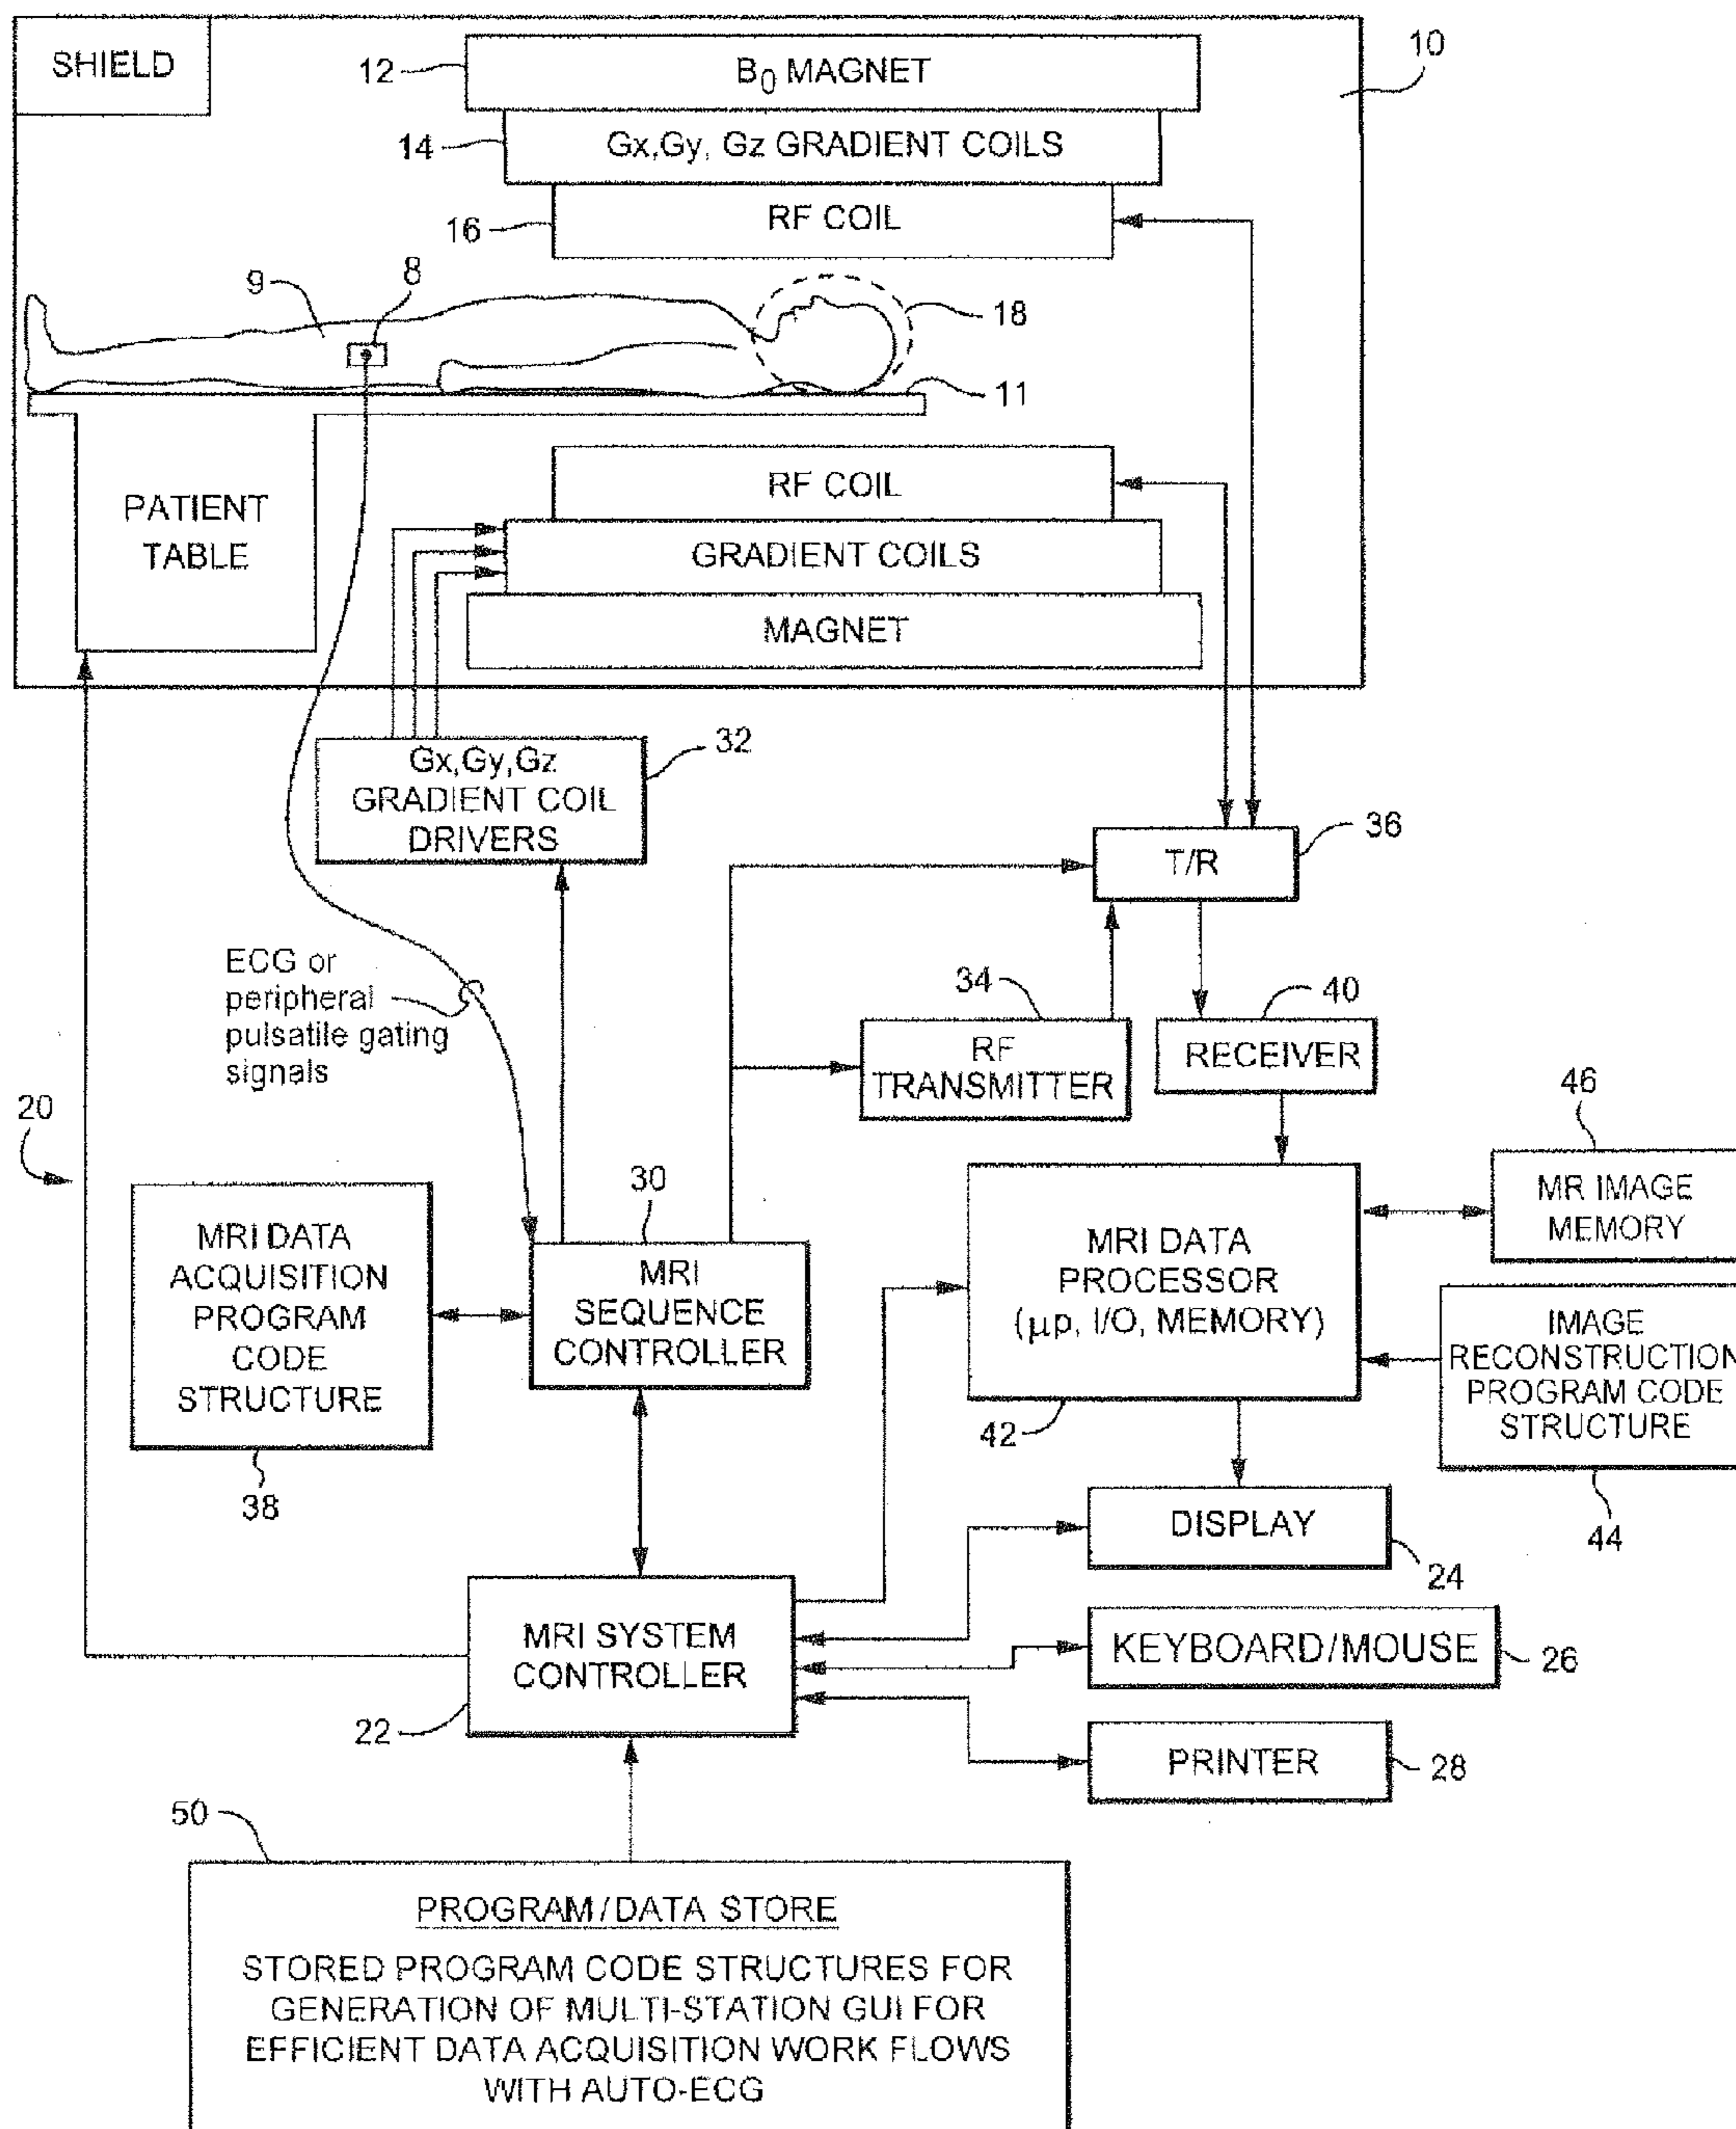 SHIELD
12
B0 MAGNET
10
14
Gx,Gy, Gz GRADIENT COILS
16
RF COIL
9
8
18
11
PATIENT
TABLE
RF COIL
GRADIENT COILS
MAGNET
Gx,Gy,Gz
GRADIENT COIL
DRIVERS
32
36
T/R
ECG or
peripheral
pulsatile gating
signals
34
RF
TRANSMITTER
40
RECEIVER
20
46
MR IMAGE
MEMORY
30
MRI DATA
ACQUISITION
PROGRAM
CODE
STRUCTURE
38
MRI
SEQUENCE
CONTROLLER
MRI DATA
PROCESSOR
(μp, I/O, MEMORY)
42
IMAGE
RECONSTRUCTION
PROGRAM CODE
STRUCTURE
44
DISPLAY
24
MRI SYSTEM
CONTROLLER
22
KEYBOARD/MOUSE
26
PRINTER
28
50
PROGRAM/DATA STORE
STORED PROGRAM CODE STRUCTURES FOR
GENERATION OF MULTI-STATION GUI FOR
EFFICIENT DATA ACQUISITION WORK FLOWS
WITH AUTO-ECG